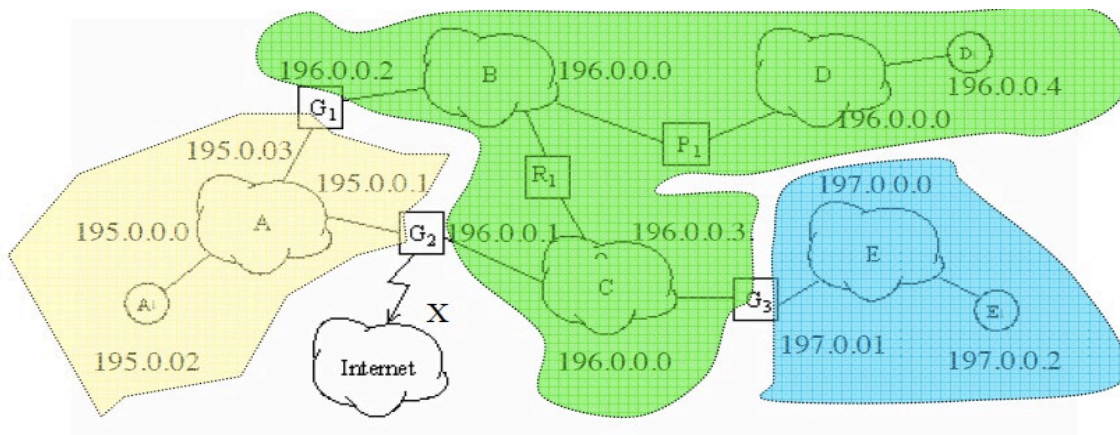 196.0.0.2
B
196.0.0.0
D
D
196.0.0.4
196.0.0.0
G1
P1
195.0.03
R1
195.0.0.1
197.0.0.0
195.0.0.0
A
G2
196.0.0.1
196.0.0.3
E
C
A
G3
E
X
195.0.02
Internet
196.0.0.0
197.0.01
197.0.0.2